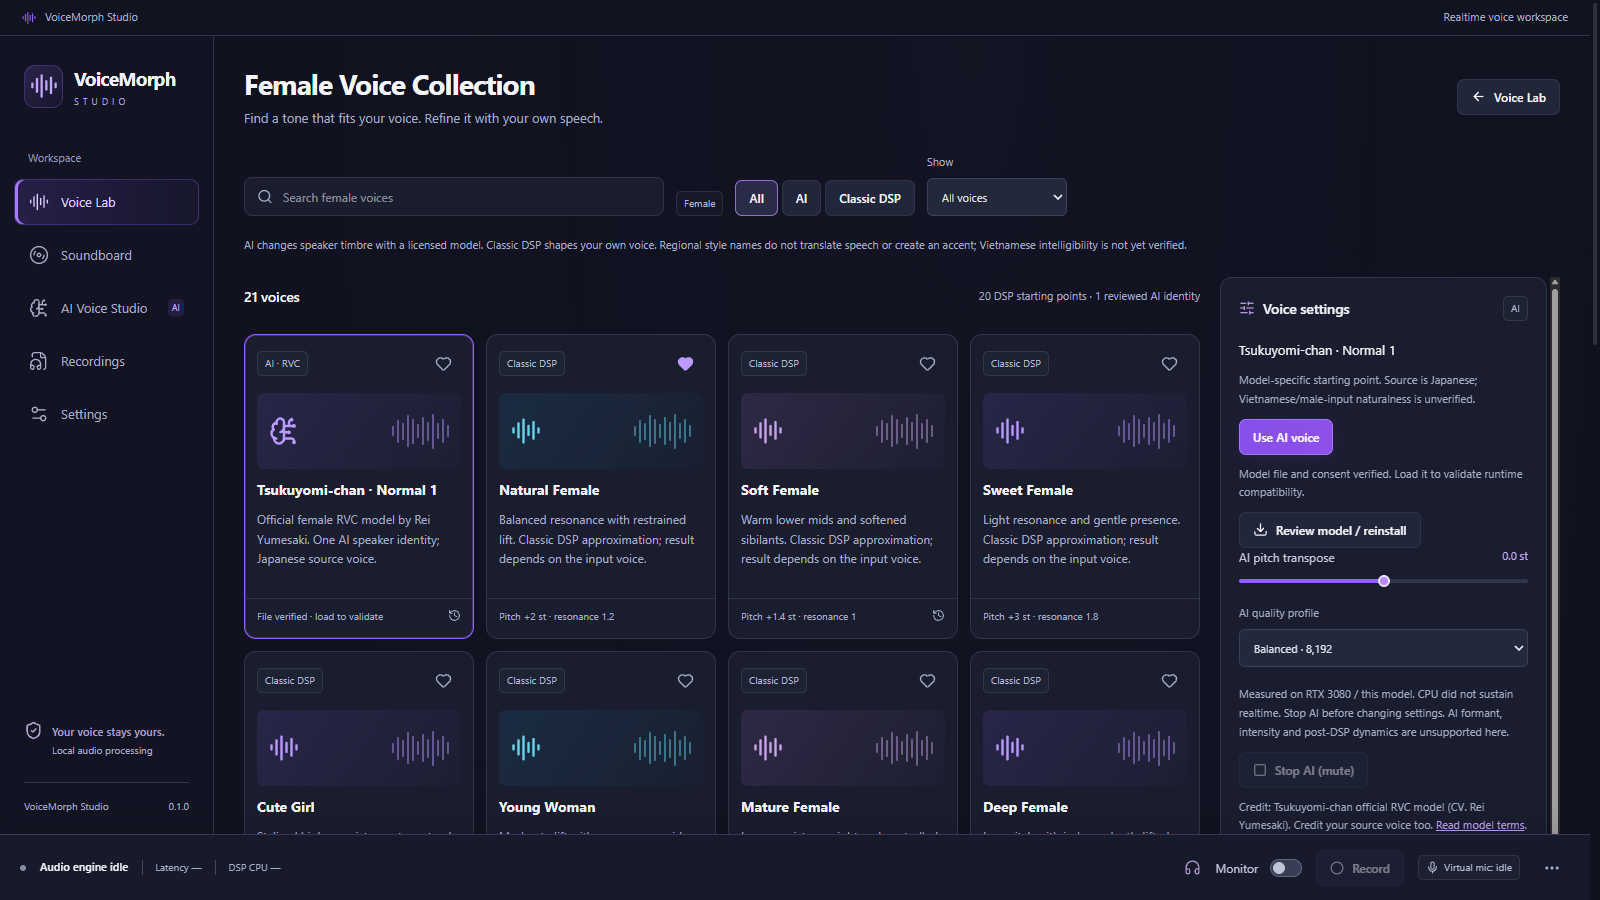 VoiceMorph Studio
Realtime voice workspace
VoiceMorph
STUDIO
Workspace
Voice Lab
Soundboard
AI Voice Studio AI
Recordings
Settings
Your voice stays yours.
Local audio processing
VoiceMorph Studio 0.1.0
Female Voice Collection
Find a tone that fits your voice. Refine it with your own speech.
Voice Lab
Show
Search female voices
Female
All
AI
Classic DSP
All voices
AI changes speaker timbre with a licensed model. Classic DSP shapes your own voice. Regional style names do not translate speech or create an accent; Vietnamese intelligibility is not yet verified.
21 voices
20 DSP starting points · 1 reviewed AI identity
AI · RVC
Tsukuyomi-chan · Normal 1
Official female RVC model by Rei
Yumesaki. One AI speaker identity;
Japanese source voice.
File verified · load to validate
Classic DSP
Natural Female
Balanced resonance with restrained
lift. Classic DSP approximation; result
depends on the input voice.
Pitch +2 st · resonance 1.2
Classic DSP
Soft Female
Warm lower mids and softened
sibilants. Classic DSP approximation;
result depends on the input voice.
Pitch +1.4 st · resonance 1
Classic DSP
Sweet Female
Light resonance and gentle presence.
Classic DSP approximation; result
depends on the input voice.
Pitch +3 st · resonance 1.8
Classic DSP
Cute Girl
Classic DSP
Young Woman
Classic DSP
Mature Female
Classic DSP
Deep Female
Voice settings
AI
Tsukuyomi-chan · Normal 1
Model-specific starting point. Source is Japanese;
Vietnamese/male-input naturalness is unverified.
Use AI voice
Model file and consent verified. Load it to validate runtime
compatibility.
Review model / reinstall
AI pitch transpose 0.0 st
AI quality profile
Balanced · 8,192
Measured on RTX 3080 / this model. CPU did not sustain
realtime. Stop AI before changing settings. AI formant,
intensity and post-DSP dynamics are unsupported here.
Stop AI (mute)
Credit: Tsukuyomi-chan official RVC model (CV. Rei
Yumesaki). Credit your source voice too. Read model terms.
Audio engine idle
Latency —
DSP CPU —
Monitor
Record
Virtual mic: idle